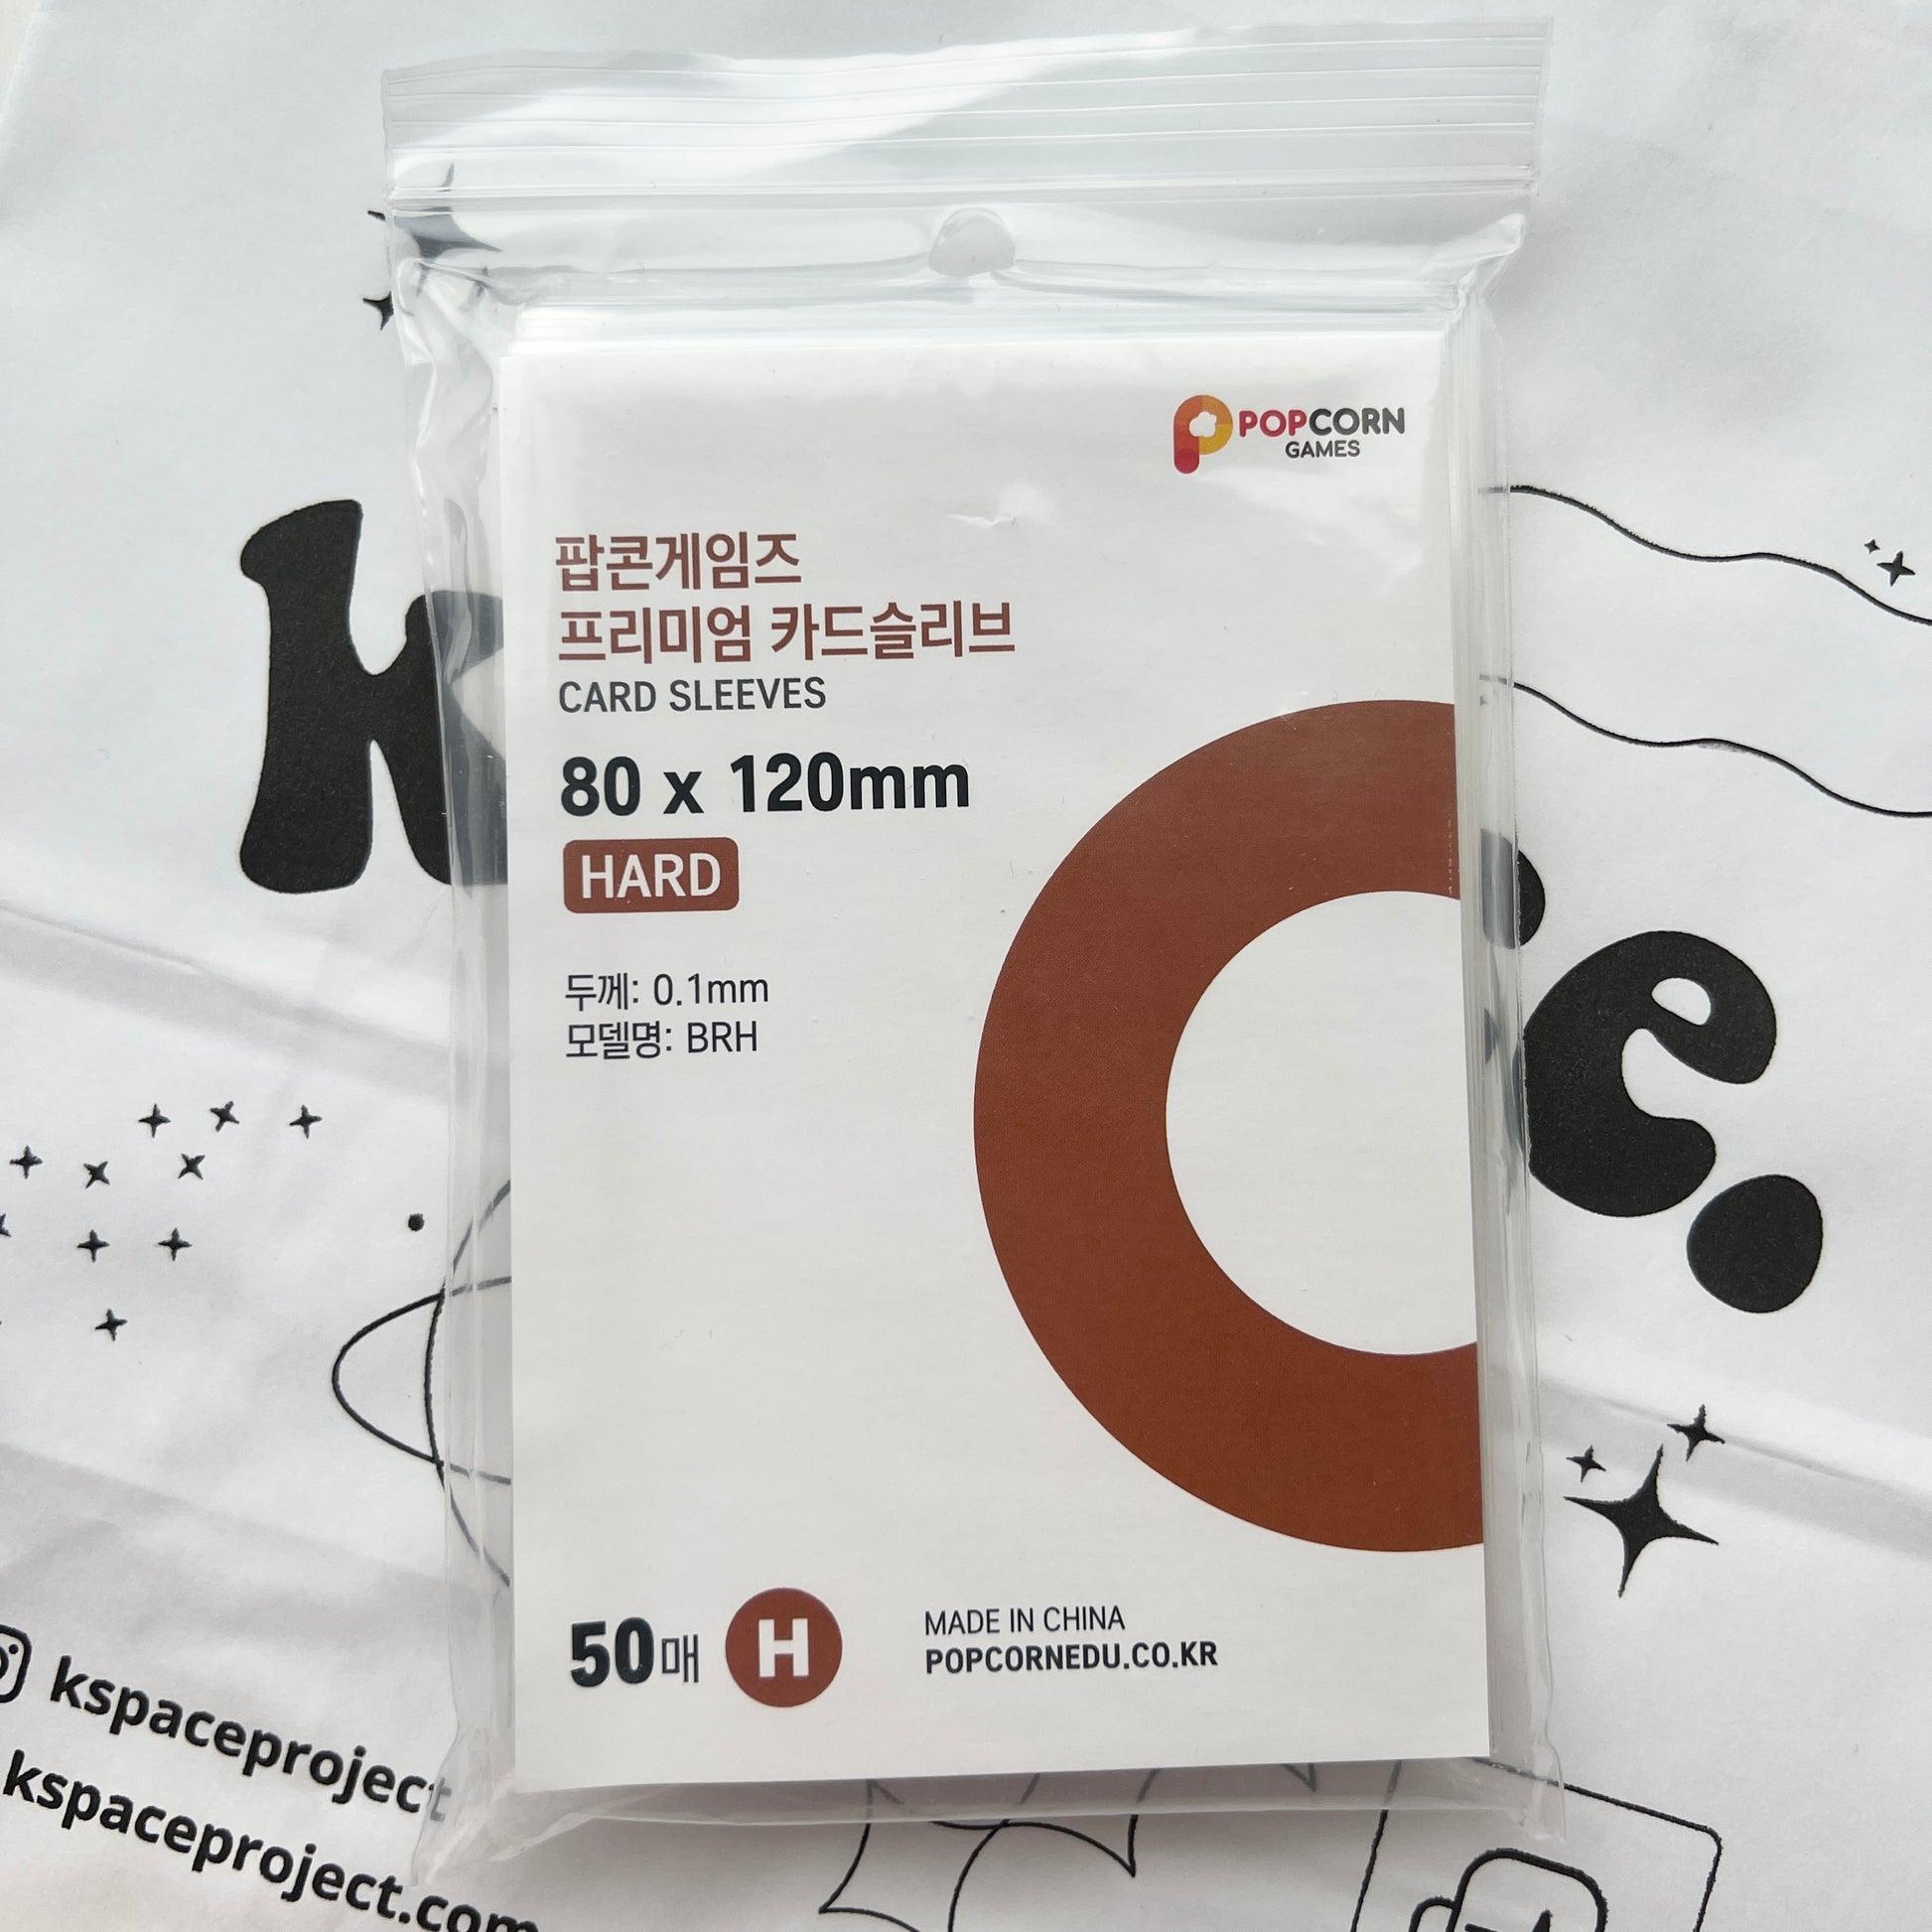 POPCORN
GAMES
팝콘게임즈
프리미엄 카드슬리브
CARD SLEEVES
80 x 120mm
HARD
두께: 0.1mm
모델명: BRH
50매
H
MADE IN CHINA
POPCORNEDU.CO.KR
kspaceproject
kspaceproject.com